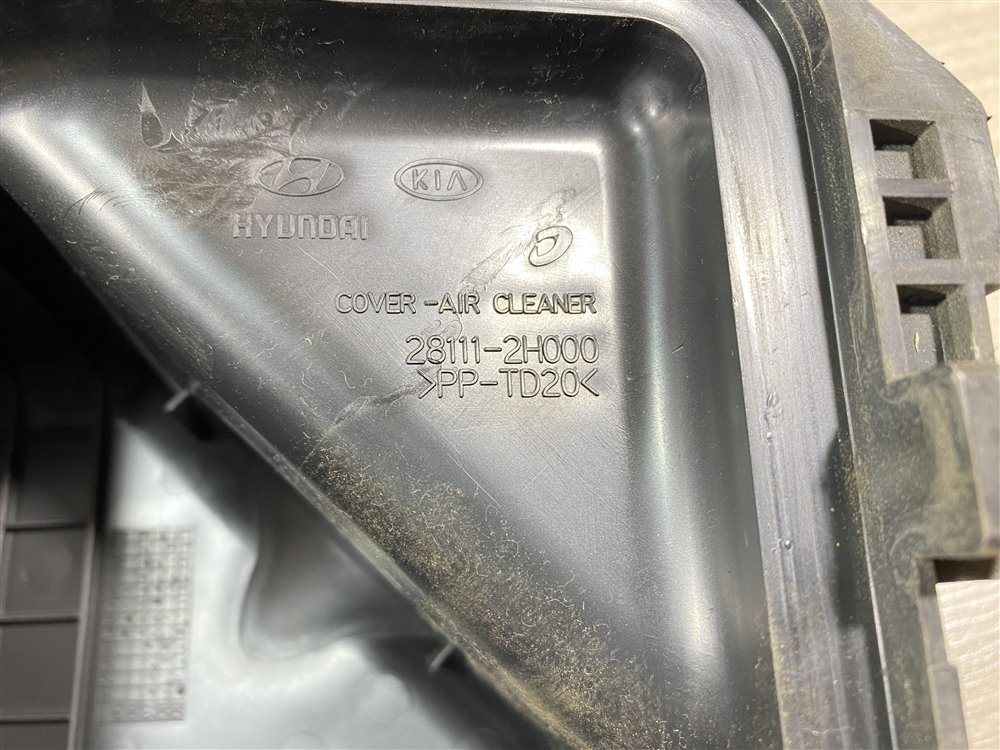 KIA
HYUNDAI
COVER -AIR CLEANER
28111-2H000
>PP-TD20<